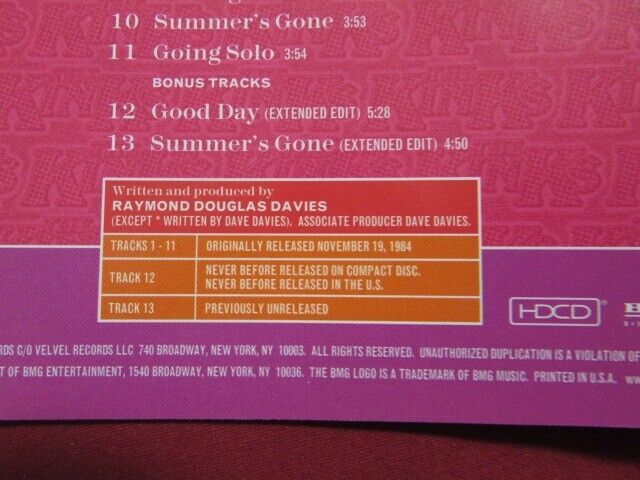 10 Summer's Gone 3:53
11 Going Solo 3:54
BONUS TRACKS
12 Good Day (EXTENDED EDIT) 5:28
13 Summer's Gone (EXTENDED EDIT) 4:50
Written and produced by
RAYMOND DOUGLAS DAVIES
(EXCEPT * WRITTEN BY DAVE DAVIES). ASSOCIATE PRODUCER DAVE DAVIES.
TRACKS 1 - 11 ORIGINALLY RELEASED NOVEMBER 19, 1984
TRACK 12 NEVER BEFORE RELEASED ON COMPACT DISC.
NEVER BEFORE RELEASED IN THE U.S.
TRACK 13 PREVIOUSLY UNRELEASED
HDCD®
RDS C/O VELVEL RECORDS LLC 740 BROADWAY, NEW YORK, NY 10003. ALL RIGHTS RESERVED. UNAUTHORIZED DUPLICATION IS A VIOLATION OF
T OF BMG ENTERTAINMENT, 1540 BROADWAY, NEW YORK, NY 10036. THE BMG LOGO IS A TRADEMARK OF BMG MUSIC. PRINTED IN U.S.A.